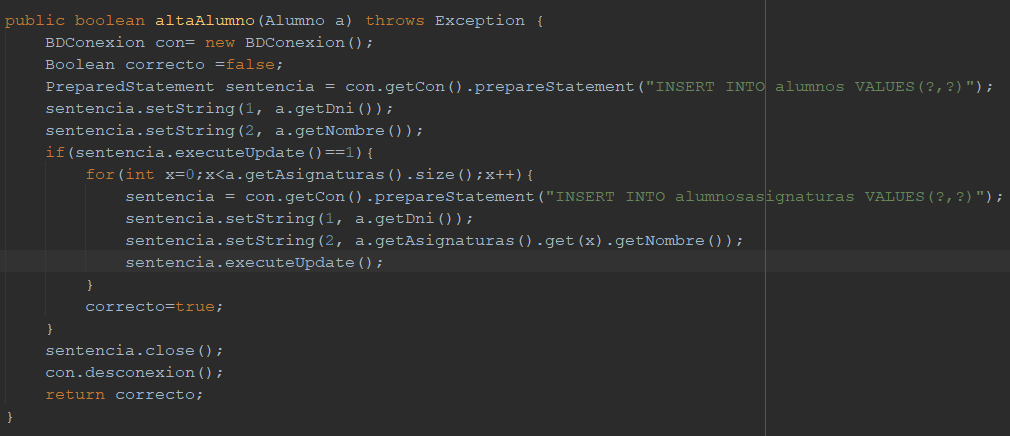 public boolean altaAlumno(Alumno a) throws Exception {
    BDConexion con= new BDConexion();
    Boolean correcto =false;
    PreparedStatement sentencia = con.getCon().prepareStatement("INSERT INTO alumnos VALUES(?,?)");
    sentencia.setString(1, a.getDni());
    sentencia.setString(2, a.getNombre());
    if(sentencia.executeUpdate()==1){
        for(int x=0;x<a.getAsignaturas().size();x++){
            sentencia = con.getCon().prepareStatement("INSERT INTO alumnosasignaturas VALUES(?,?)");
            sentencia.setString(1, a.getDni());
            sentencia.setString(2, a.getAsignaturas().get(x).getNombre());
            sentencia.executeUpdate();
        }
        correcto=true;
    }
    sentencia.close();
    con.desconexion();
    return correcto;
}